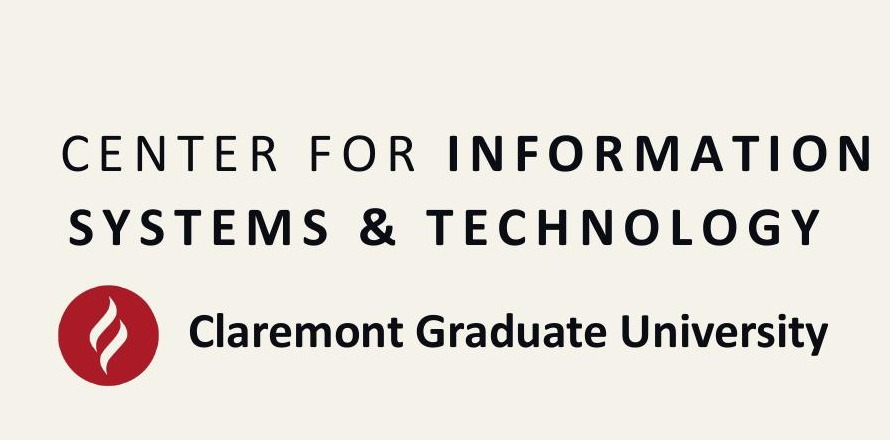 CENTER FOR INFORMATION
SYSTEMS & TECHNOLOGY
Claremont Graduate University